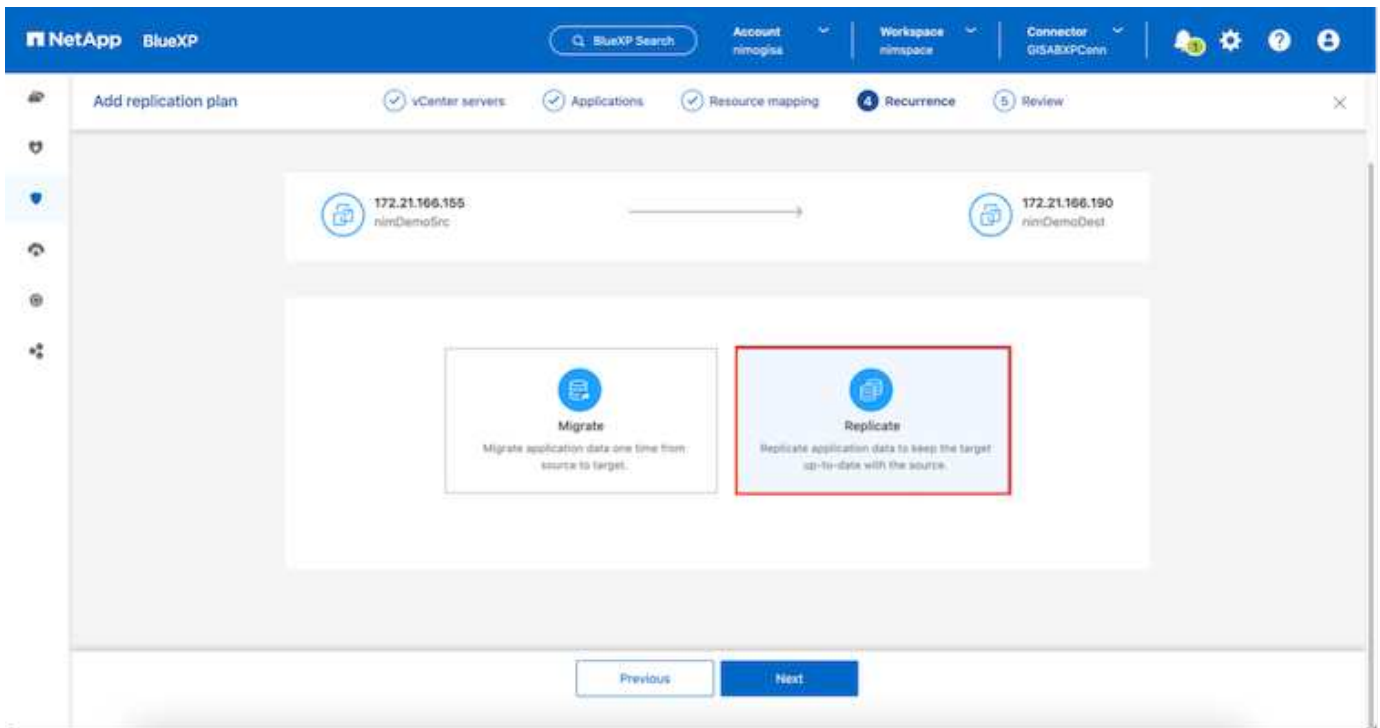 NetApp BlueXP
BlueXP Search
Account
nimogisa
Workspace
nimspace
Connector
GISABXPConn
1
Add replication plan
vCenter servers
Applications
Resource mapping
4 Recurrence
5 Review
172.21.166.155
nimDemoSrc
172.21.166.190
nimDemoDest
Migrate
Migrate application data one time from
source to target.
Replicate
Replicate application data to keep the target
up-to-date with the source.
Previous
Next